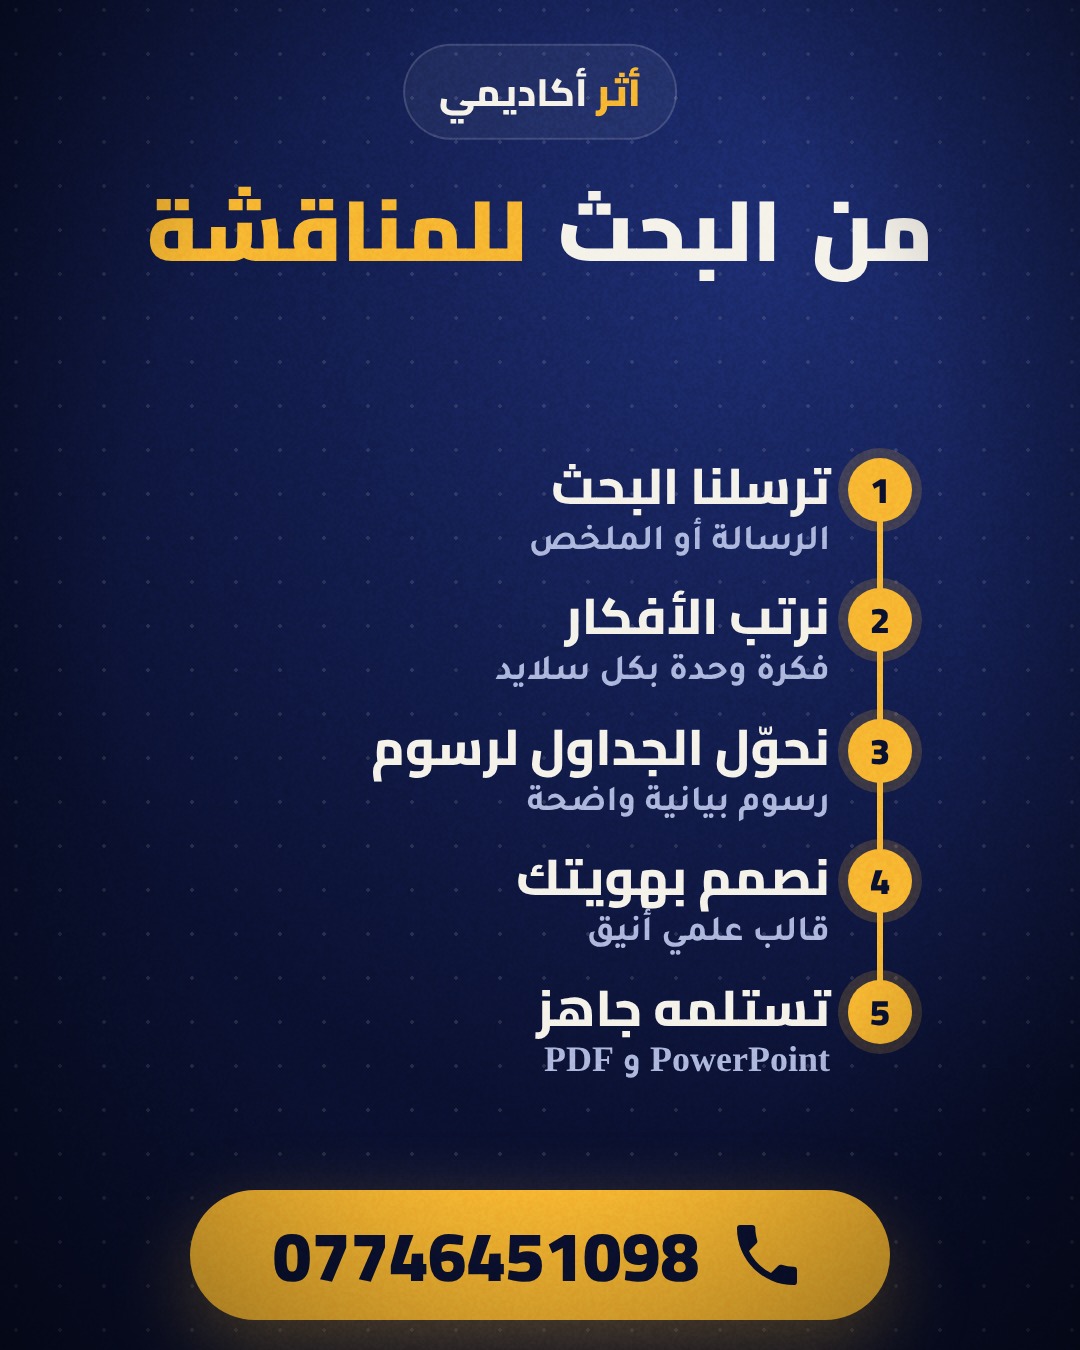 أثر أكاديمي
من البحث للمناقشة
1
ترسلنا البحث
الرسالة أو الملخص
2
نرتب الأفكار
فكرة وحدة بكل سلايد
3
نحوّل الجداول لرسوم
رسوم بيانية واضحة
4
نصمم بهويتك
قالب علمي أنيق
5
تستلمه جاهز
PowerPoint و PDF
07746451098